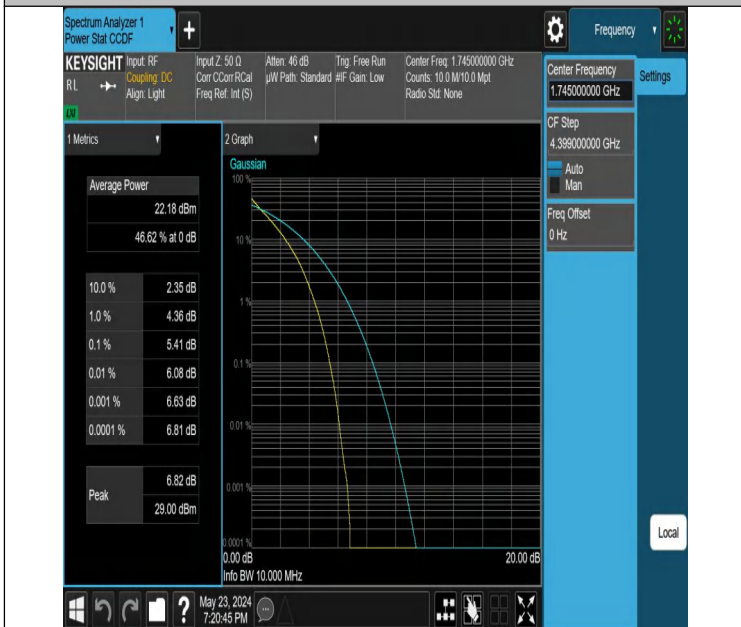 Spectrum Analyzer 1
Power Stat CCDF
+
Frequency
KEYSIGHT
RL
Input: RF
Coupling: DC
Align: Light
Input Z: 50 Ω
Corr CCorr RCal
Freq Ref: Int (S)
Atten: 46 dB
µW Path: Standard
Trig: Free Run
#IF Gain: Low
Center Freq: 1.745000000 GHz
Counts: 10.0 M/10.0 Mpt
Radio Std: None
Center Frequency
1.745000000 GHz
Settings
CF Step
4.399000000 GHz
Auto
Man
Freq Offset
0 Hz
1 Metrics
Average Power
22.18 dBm
46.62 % at 0 dB
10.0 % 2.35 dB
1.0 % 4.36 dB
0.1 % 5.41 dB
0.01 % 6.08 dB
0.001 % 6.63 dB
0.0001 % 6.81 dB
Peak
6.82 dB
29.00 dBm
2 Graph
Gaussian
100 %
10 %
1 %
0.1 %
0.01 %
0.001 %
0.0001 %
0.00 dB
20.00 dB
Info BW 10.000 MHz
Local
?
May 23, 2024
7:20:45 PM